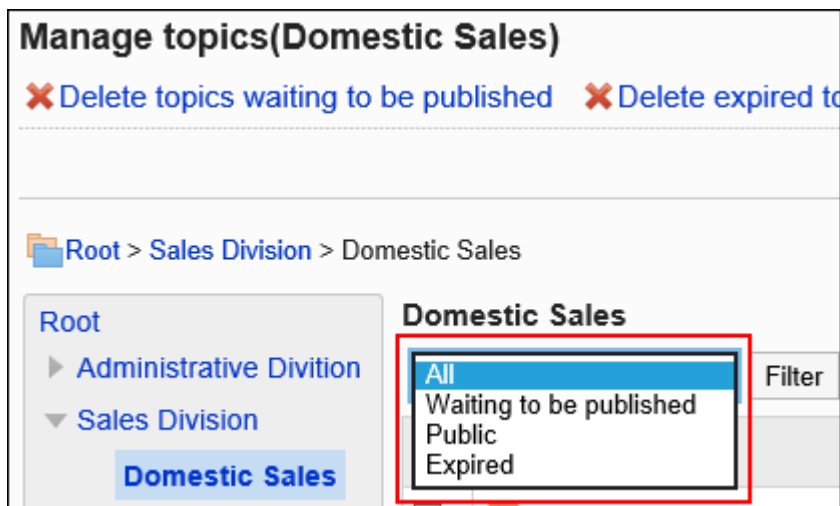 Manage topics(Domestic Sales)
Delete topics waiting to be published Delete expired
Root > Sales Division > Domestic Sales
Root
Administrative Divition
Sales Division
Domestic Sales
Domestic Sales
All
Waiting to be published
Public
Expired
Filter